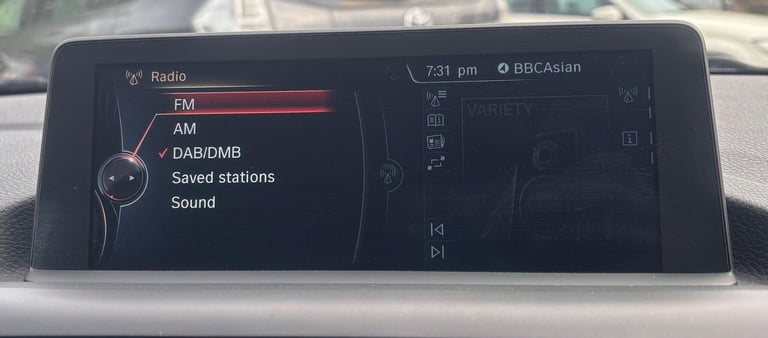 Radio
7:31 pm BBCAsian
FM
AM
DAB/DMB
Saved stations
Sound
VARIETY